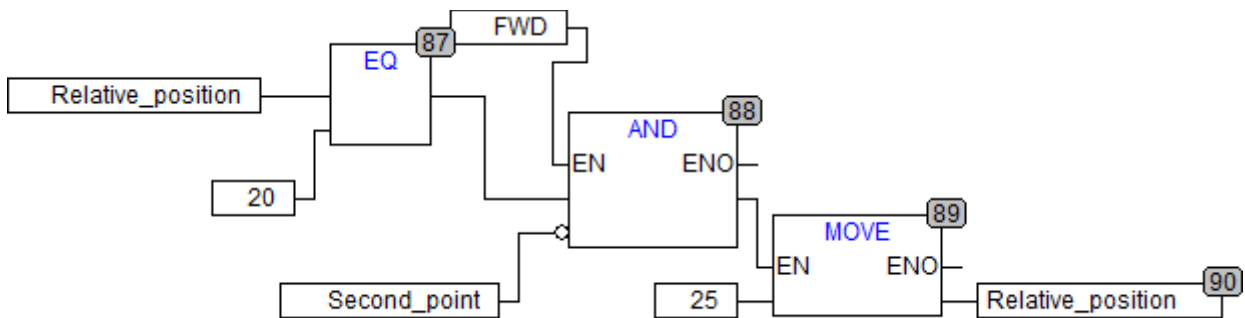 FWD
87
EQ
Relative_position
88
AND
EN ENO
20
89
MOVE
EN ENO
Second_point
25
Relative_position
90